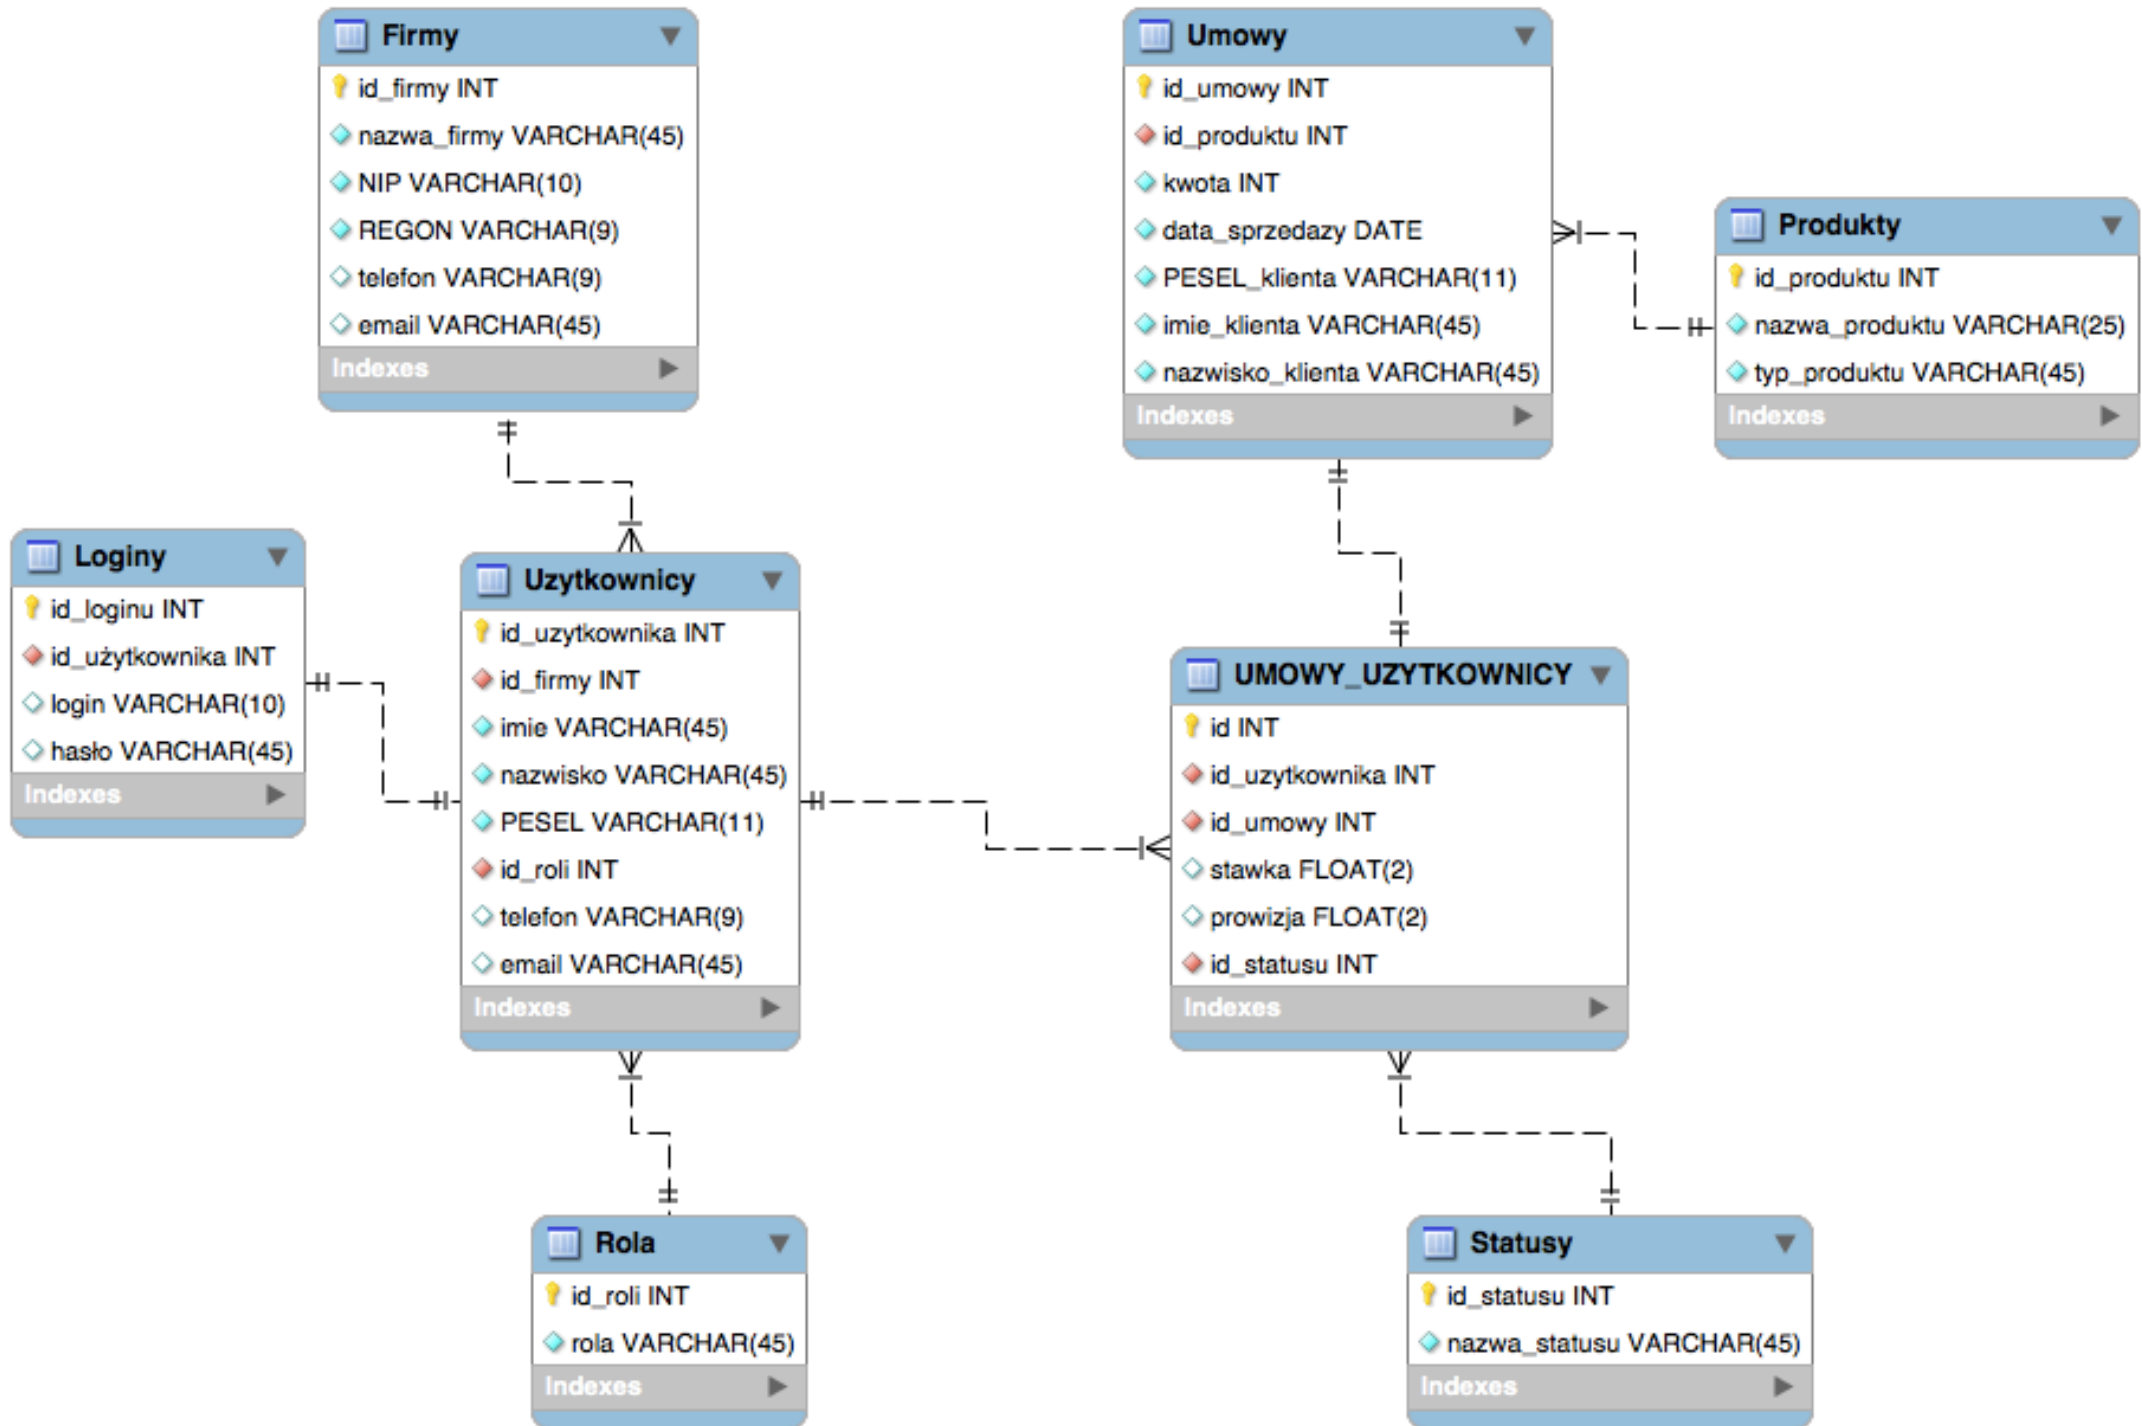 Firmy
id_firmy INT
nazwa_firmy VARCHAR(45)
NIP VARCHAR(10)
REGON VARCHAR(9)
telefon VARCHAR(9)
email VARCHAR(45)
Indexes
Umowy
id_umowy INT
id_produktu INT
kwota INT
data_sprzedazy DATE
PESEL_klienta VARCHAR(11)
imie_klienta VARCHAR(45)
nazwisko_klienta VARCHAR(45)
Indexes
Produkty
id_produktu INT
nazwa_produktu VARCHAR(25)
typ_produktu VARCHAR(45)
Indexes
Loginy
id_loginu INT
id_użytkownika INT
login VARCHAR(10)
hasło VARCHAR(45)
Indexes
Uzytkownicy
id_uzytkownika INT
id_firmy INT
imie VARCHAR(45)
nazwisko VARCHAR(45)
PESEL VARCHAR(11)
id_roli INT
telefon VARCHAR(9)
email VARCHAR(45)
Indexes
UMOWY_UZYTKOWNICY
id INT
id_uzytkownika INT
id_umowy INT
stawka FLOAT(2)
prowizja FLOAT(2)
id_statusu INT
Indexes
Rola
id_roli INT
rola VARCHAR(45)
Indexes
Statusy
id_statusu INT
nazwa_statusu VARCHAR(45)
Indexes